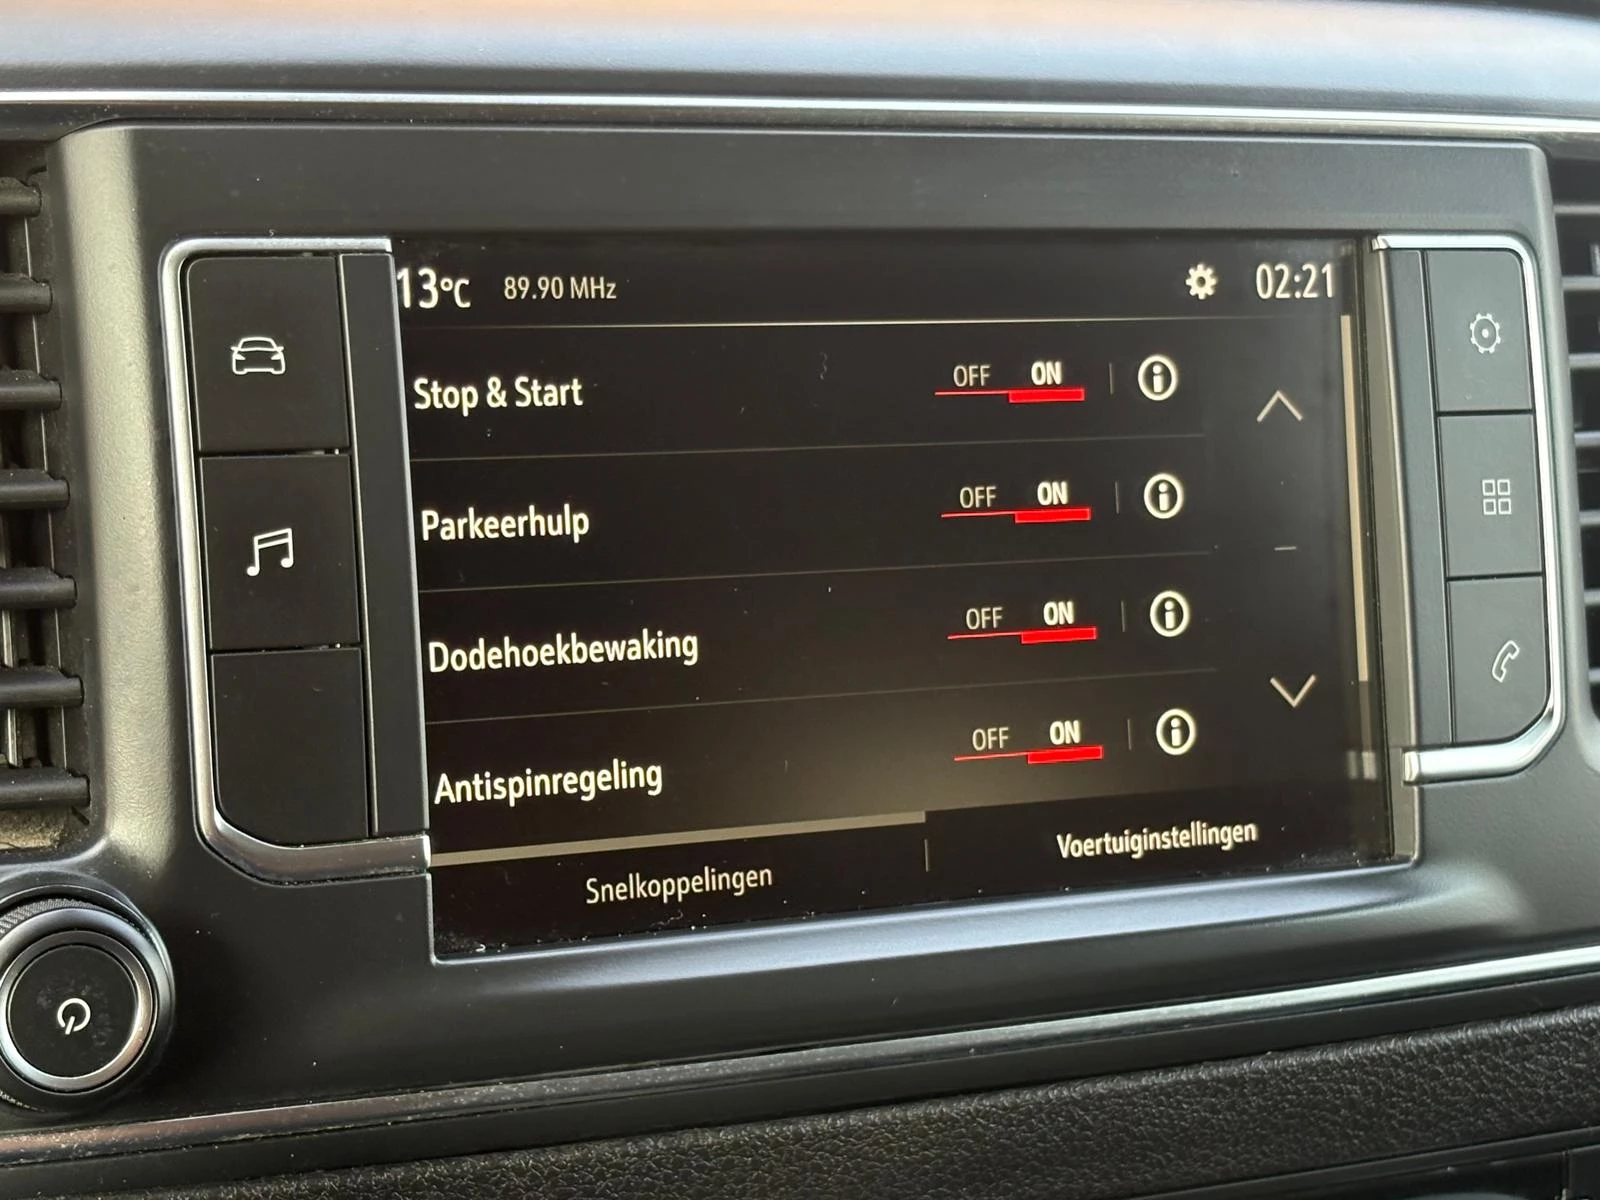 13°C 89.90 MHz 02:21
Stop & Start OFF ON
Parkeerhulp OFF ON
Dodehoekbewaking OFF ON
Antispinregeling OFF ON
Snelkoppelingen Voertuiginstellingen